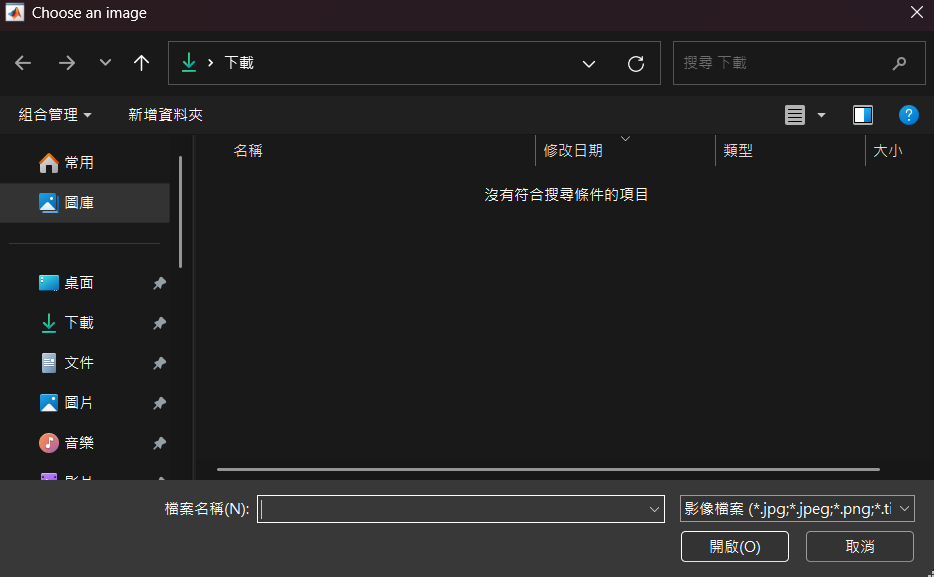 Choose an image
下載
搜尋 下載
組合管理
新增資料夾
名稱
修改日期
類型
大小
沒有符合搜尋條件的項目
常用
圖庫
桌面
下載
文件
圖片
音樂
檔案名稱(N):
影像檔案 (*.jpg;*.jpeg;*.png;*.ti
開啟(O)
取消